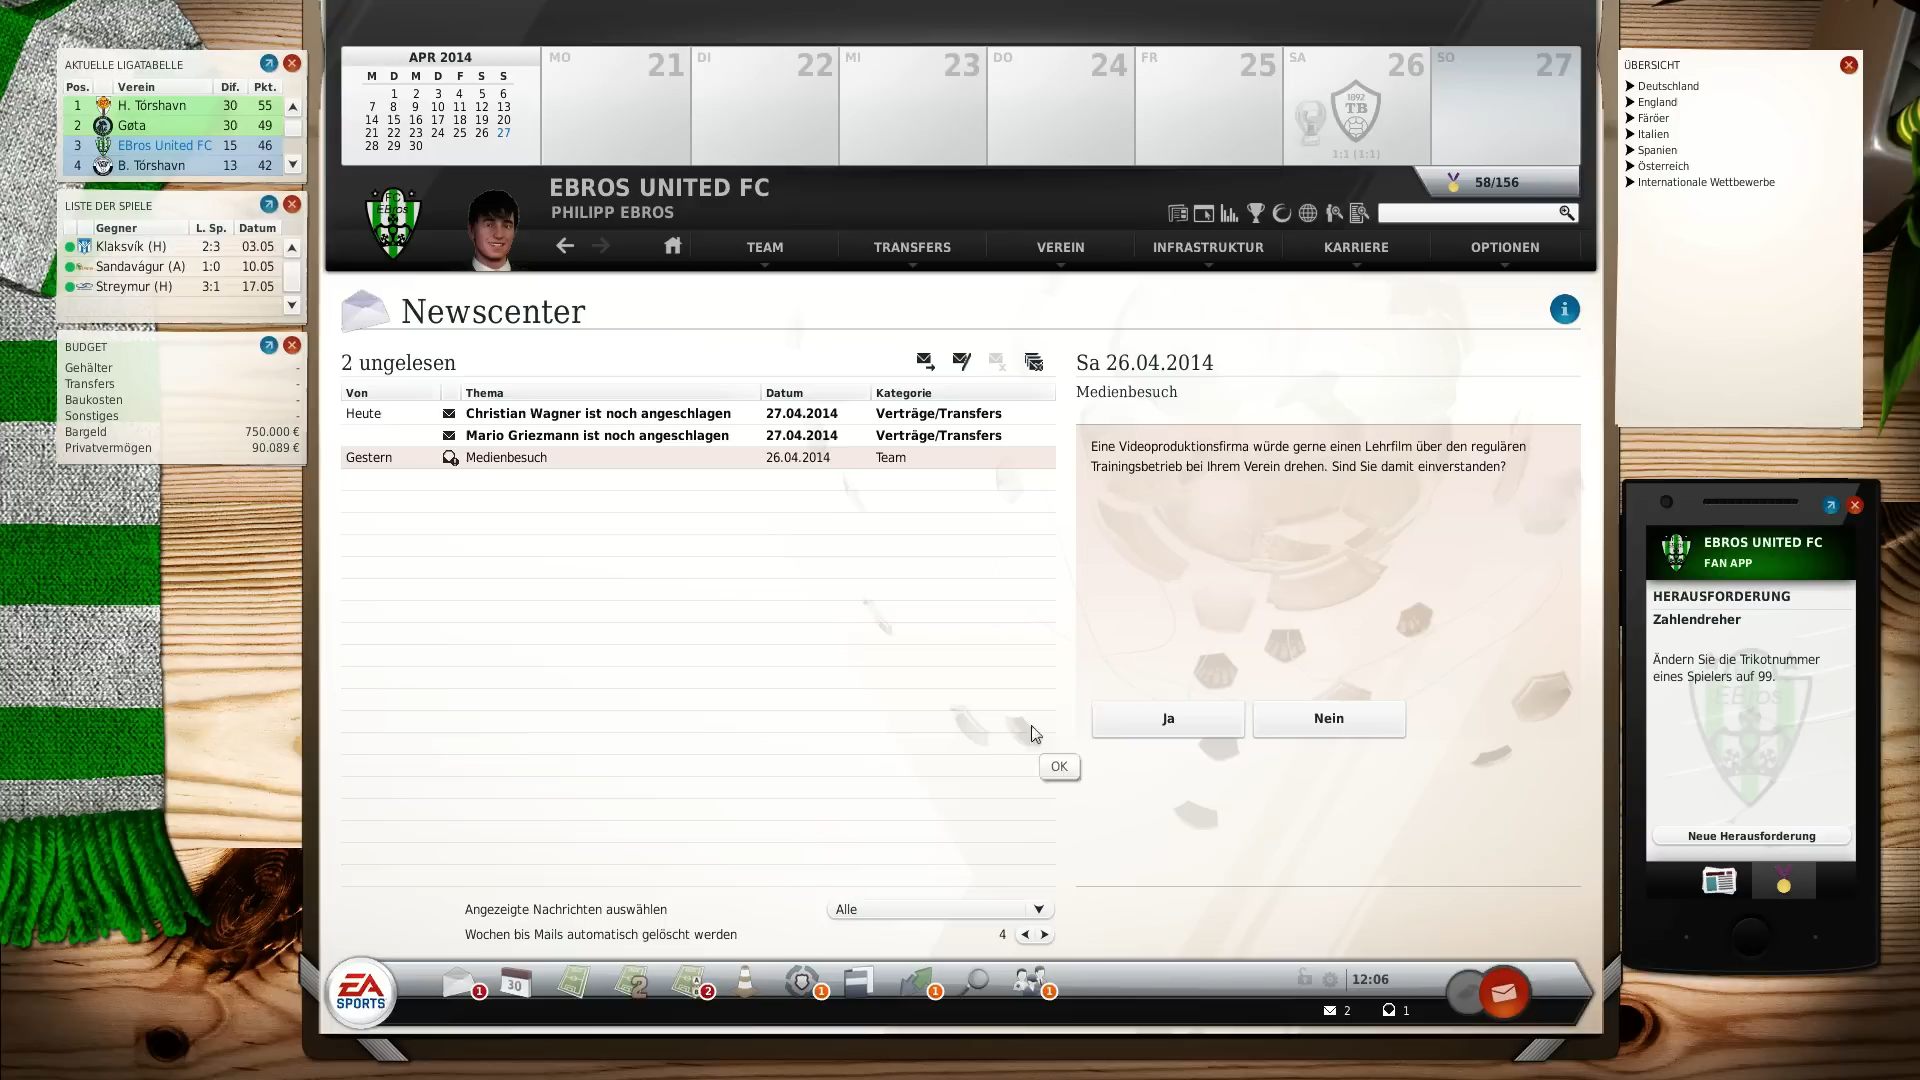 AKTUELLE LIGATABELLE
Pos. Verein Dif. Pkt.
1 H. Tórshavn 30 55
2 Gøta 30 49
3 EBros United FC 15 46
4 B. Tórshavn 13 42
LISTE DER SPIELE
Gegner L. Sp. Datum
Klaksvík (H) 2:3 03.05
Sandavágur (A) 1:0 10.05
Streymur (H) 3:1 17.05
BUDGET
Gehälter -
Transfers -
Baukosten -
Sonstiges -
Bargeld 750.000 €
Privatvermögen 90.089 €
APR 2014
M D M D F S S
1 2 3 4 5 6
7 8 9 10 11 12 13
14 15 16 17 18 19 20
21 22 23 24 25 26 27
28 29 30
MO 21
DI 22
MI 23
DO 24
FR 25
SA 26
1892
TB
1:1 (1:1)
SO 27
FC
EBros
EBROS UNITED FC
PHILIPP EBROS
58/156
TEAM
TRANSFERS
VEREIN
INFRASTRUKTUR
KARRIERE
OPTIONEN
Newscenter
i
2 ungelesen
Von Thema Datum Kategorie
Heute Christian Wagner ist noch angeschlagen 27.04.2014 Verträge/Transfers
Mario Griezmann ist noch angeschlagen 27.04.2014 Verträge/Transfers
Gestern Medienbesuch 26.04.2014 Team
Sa 26.04.2014
Medienbesuch
Eine Videoproduktionsfirma würde gerne einen Lehrfilm über den regulären
Trainingsbetrieb bei Ihrem Verein drehen. Sind Sie damit einverstanden?
Ja
Nein
OK
Angezeigte Nachrichten auswählen Alle
Wochen bis Mails automatisch gelöscht werden 4
EA
SPORTS
1
30
2
2
1
1
1
12:06
2 1
ÜBERSICHT
Deutschland
England
Färöer
Italien
Spanien
Österreich
Internationale Wettbewerbe
EBROS UNITED FC
FAN APP
HERAUSFORDERUNG
Zahlendreher
Ändern Sie die Trikotnummer
eines Spielers auf 99.
EBros
Neue Herausforderung